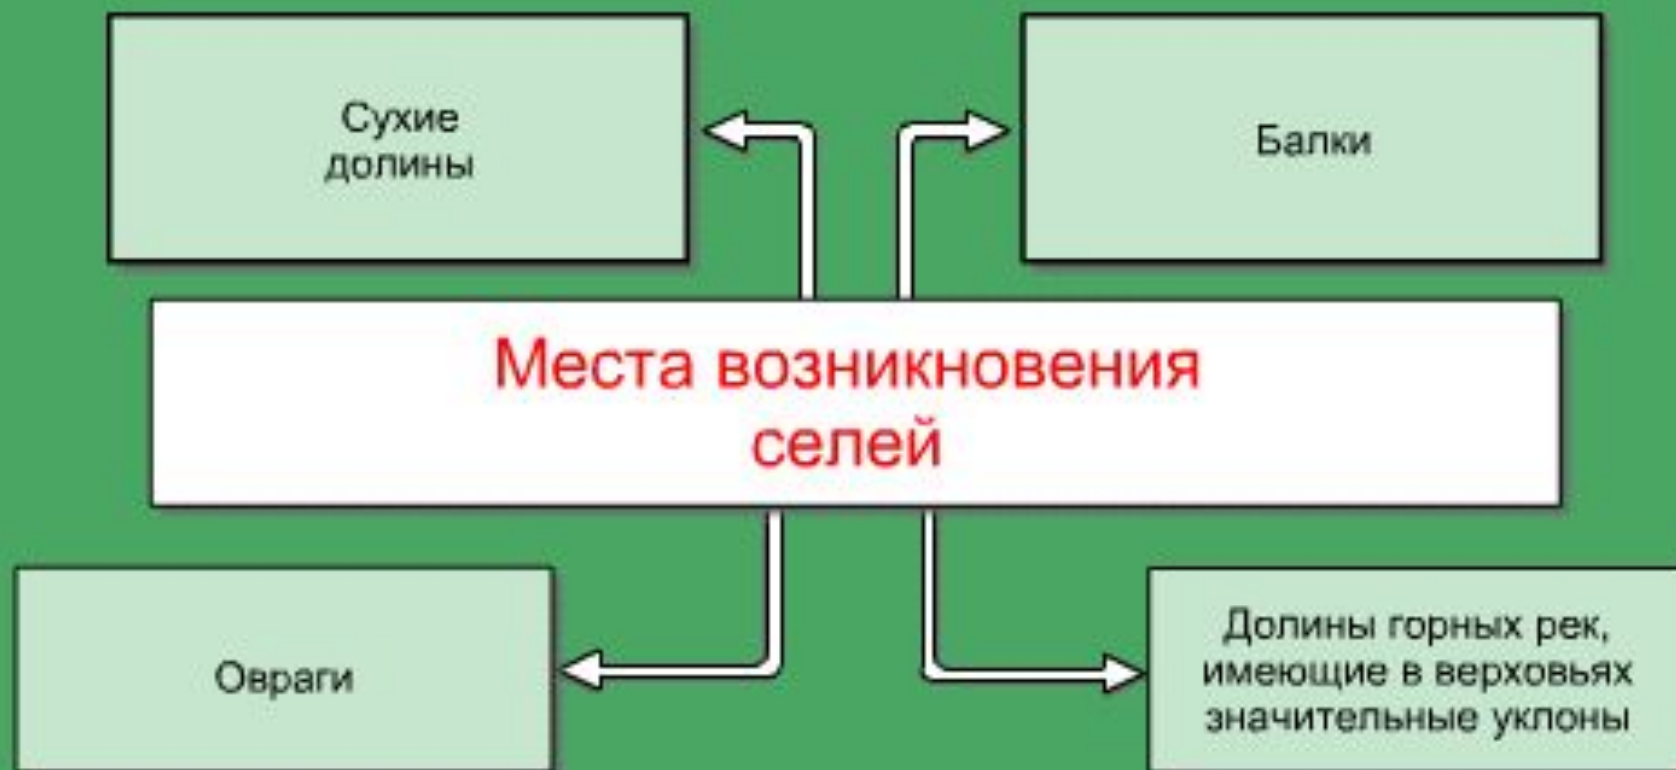 Сухие
долины
Балки
Места возникновения
селей
Овраги
Долины горных рек,
имеющие в верховьях
значительные уклоны